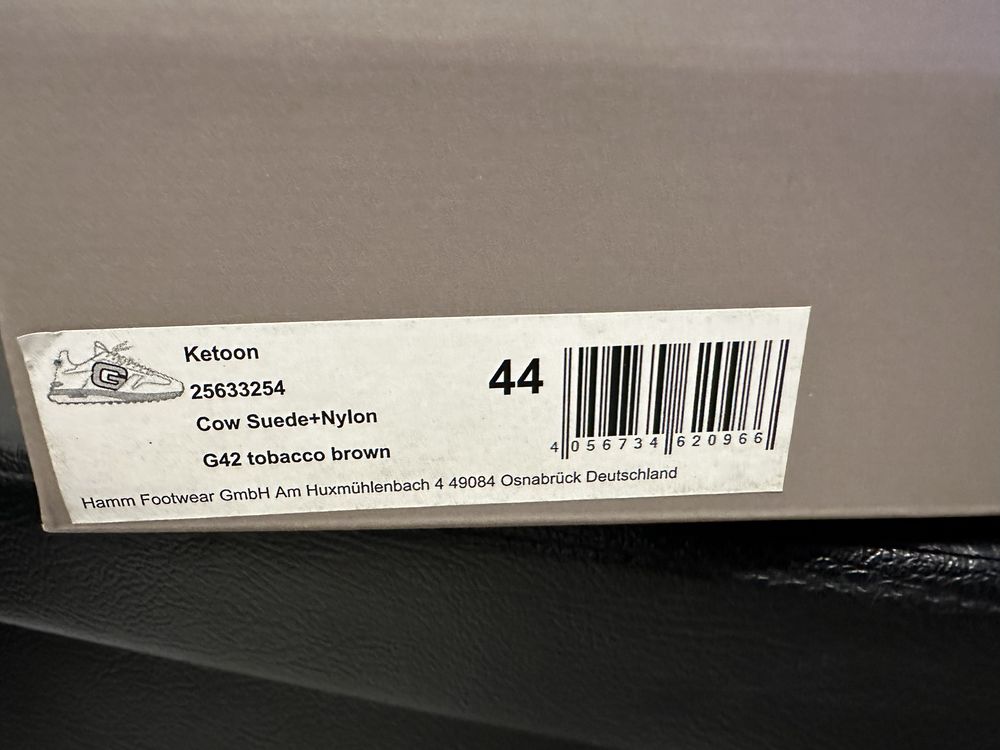 Ketoon
25633254
Cow Suede+Nylon
G42 tobacco brown
44
4 056734 620966
Hamm Footwear GmbH Am Huxmühlenbach 4 49084 Osnabrück Deutschland
G